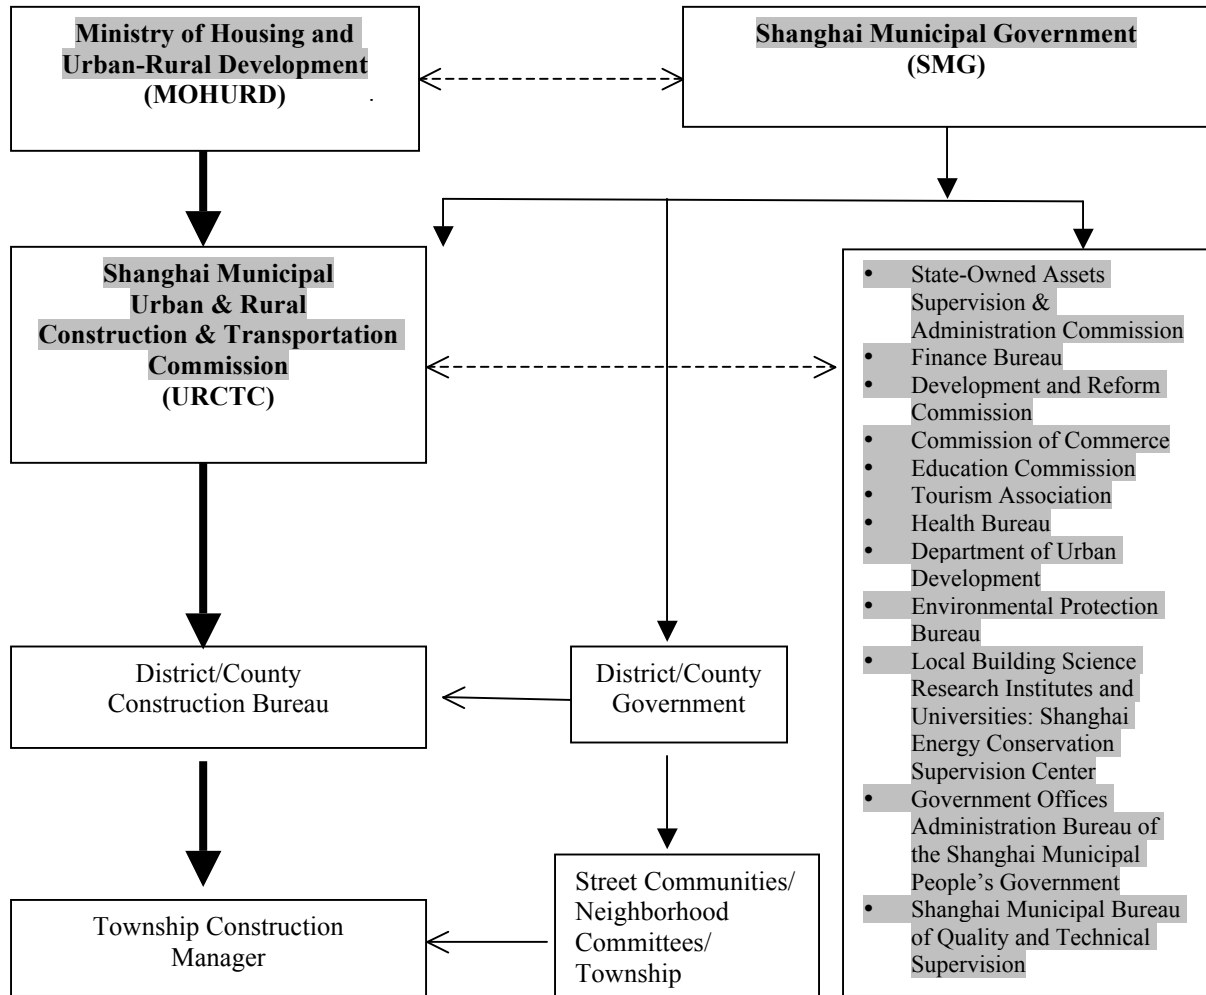 Ministry of Housing and
Urban-Rural Development
(MOHURD)
.
Shanghai Municipal Government
(SMG)
Shanghai Municipal
Urban & Rural
Construction & Transportation
Commission
(URCTC)
• State-Owned Assets
Supervision &
Administration Commission
• Finance Bureau
• Development and Reform
Commission
• Commission of Commerce
• Education Commission
• Tourism Association
• Health Bureau
• Department of Urban
Development
• Environmental Protection
Bureau
• Local Building Science
Research Institutes and
Universities: Shanghai
Energy Conservation
Supervision Center
• Government Offices
Administration Bureau of
the Shanghai Municipal
People’s Government
• Shanghai Municipal Bureau
of Quality and Technical
Supervision
District/County
Construction Bureau
District/County
Government
Township Construction
Manager
Street Communities/
Neighborhood
Committees/
Township